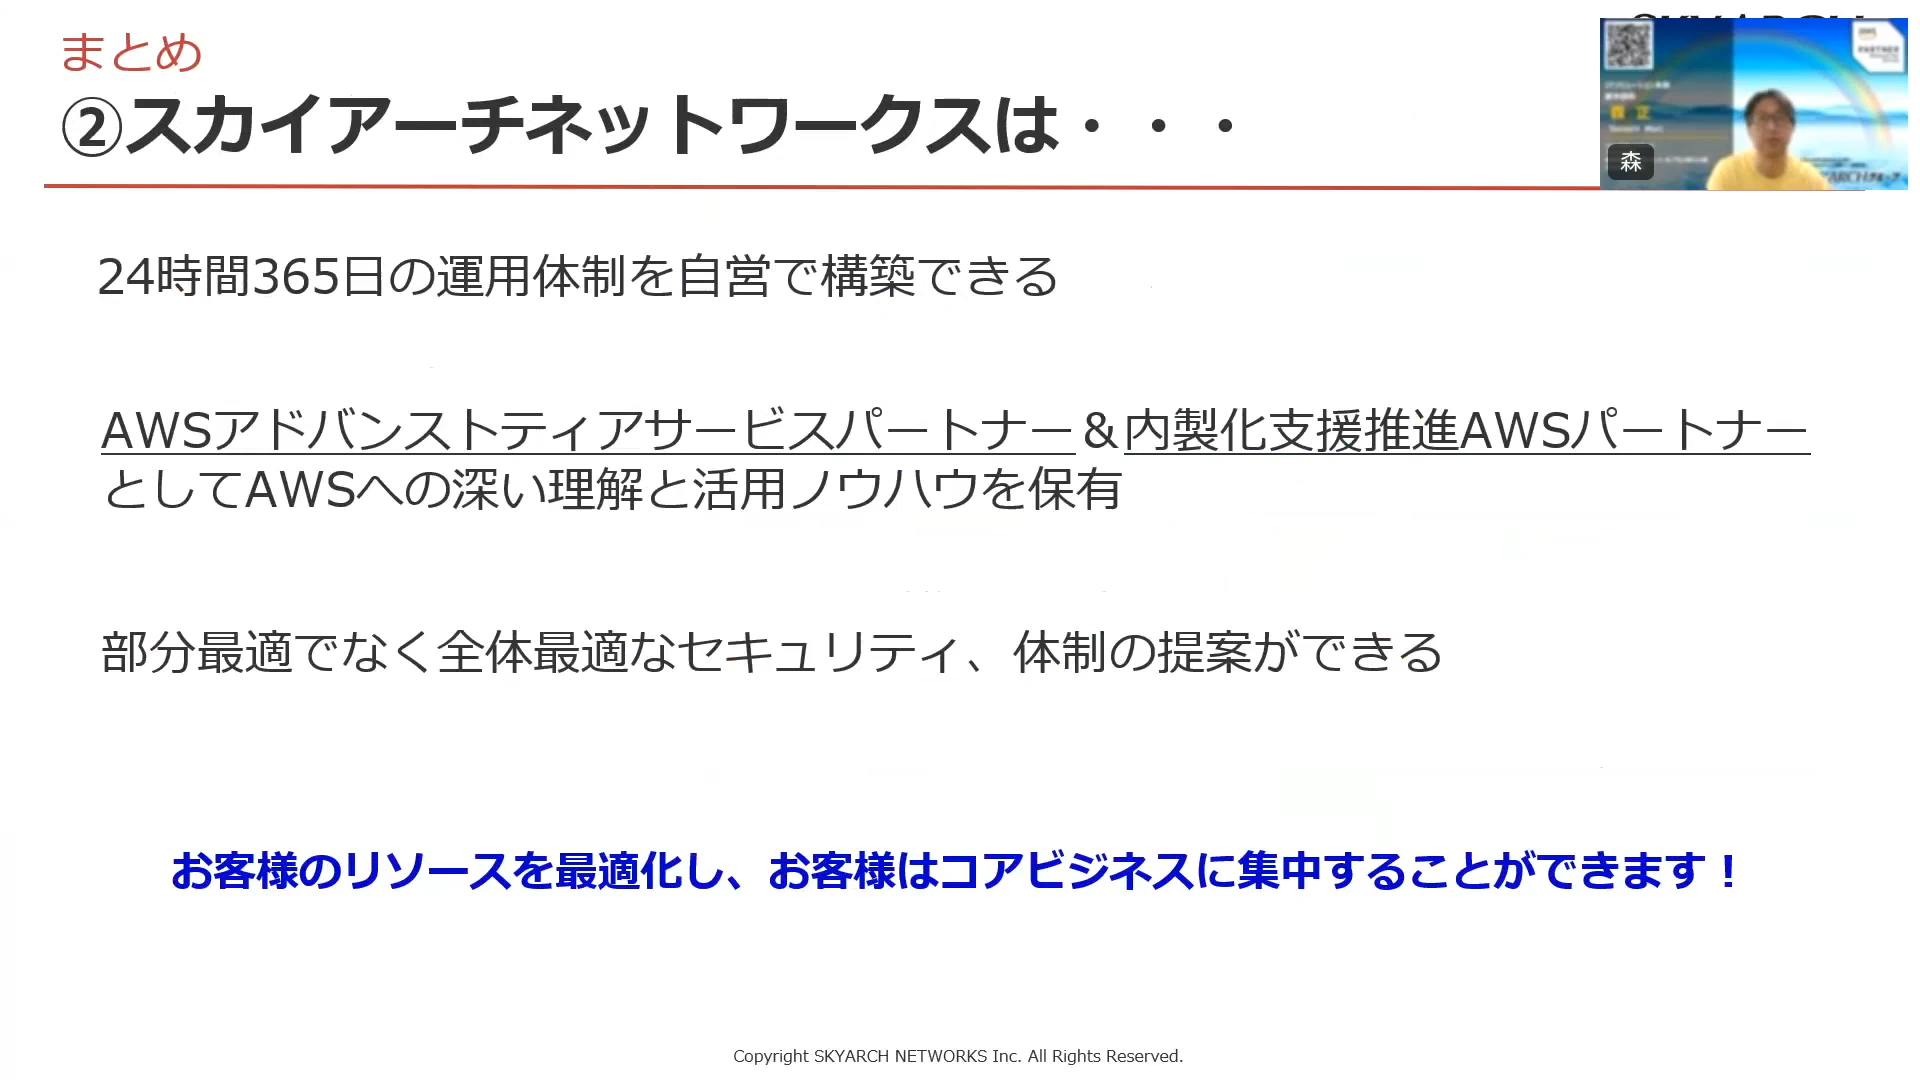 まとめ
②スカイアーチネットワークスは・・・
森 正
森
24時間365日の運用体制を自営で構築できる
AWSアドバンストティアサービスパートナー＆内製化支援推進AWSパートナー
としてAWSへの深い理解と活用ノウハウを保有
部分最適でなく全体最適なセキュリティ、体制の提案ができる
お客様のリソースを最適化し、お客様はコアビジネスに集中することができます！
Copyright SKYARCH NETWORKS Inc. All Rights Reserved.